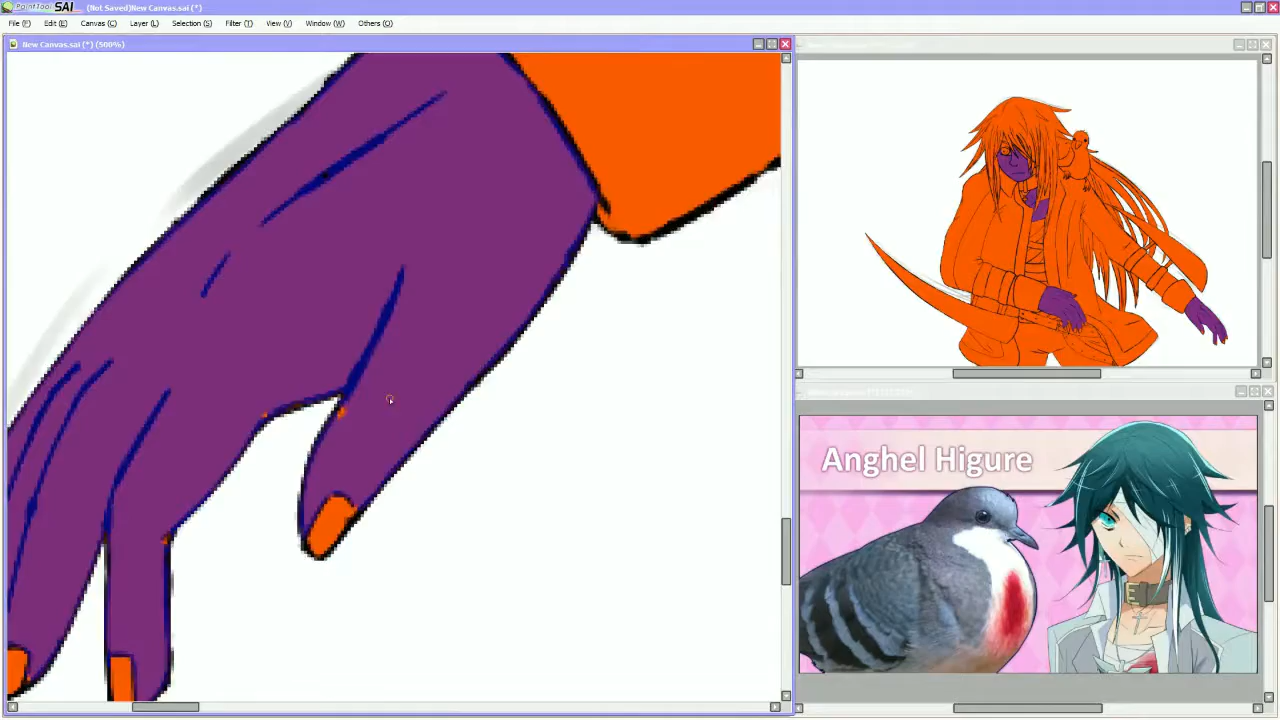 PaintTool SAI (Not Saved)New Canvas.sai (*)
File (F) Edit (E) Canvas (C) Layer (L) Selection (S) Filter (T) View (V) Window (W) Others (O)
New Canvas.sai (*) (500%)
Anghel Higure